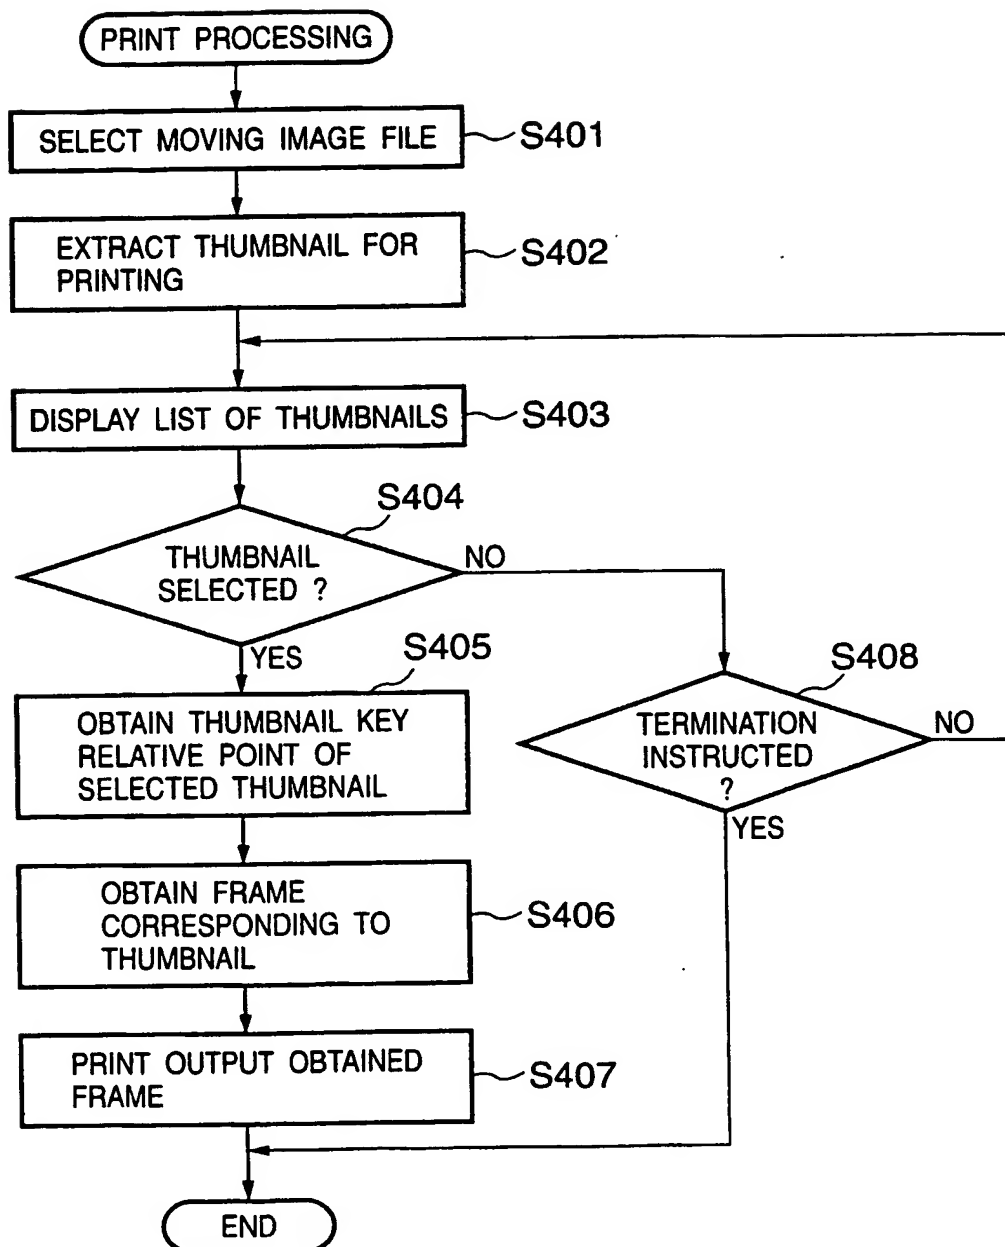 PRINT PROCESSING
SELECT MOVING IMAGE FILE
S401
EXTRACT THUMBNAIL FOR
PRINTING
S402
DISPLAY LIST OF THUMBNAILS
S403
S404
THUMBNAIL
SELECTED ?
NO
YES
S405
OBTAIN THUMBNAIL KEY
RELATIVE POINT OF
SELECTED THUMBNAIL
S408
TERMINATION
INSTRUCTED
?
NO
YES
OBTAIN FRAME
CORRESPONDING TO
THUMBNAIL
S406
PRINT OUTPUT OBTAINED
FRAME
S407
END